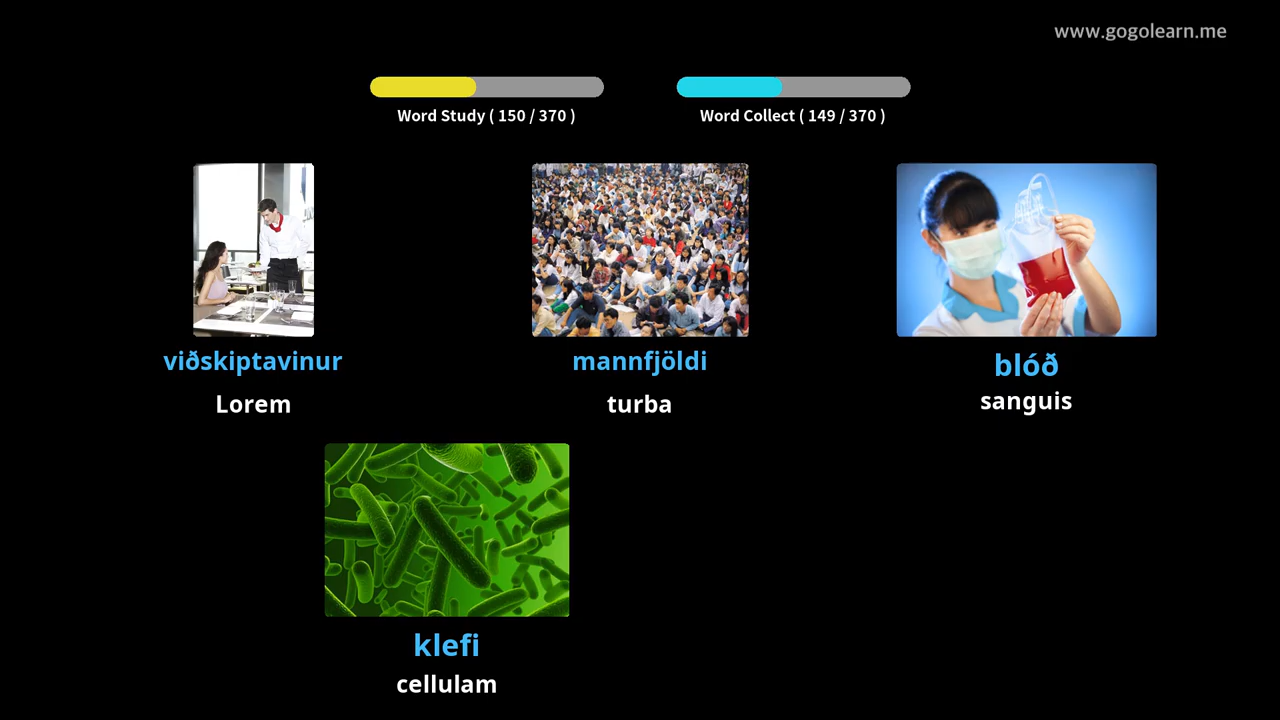 www.gogolearn.me
Word Study ( 150 / 370 )
Word Collect ( 149 / 370 )
viðskiptavinur
Lorem
mannfjöldi
turba
blóð
sanguis
klefi
cellulam